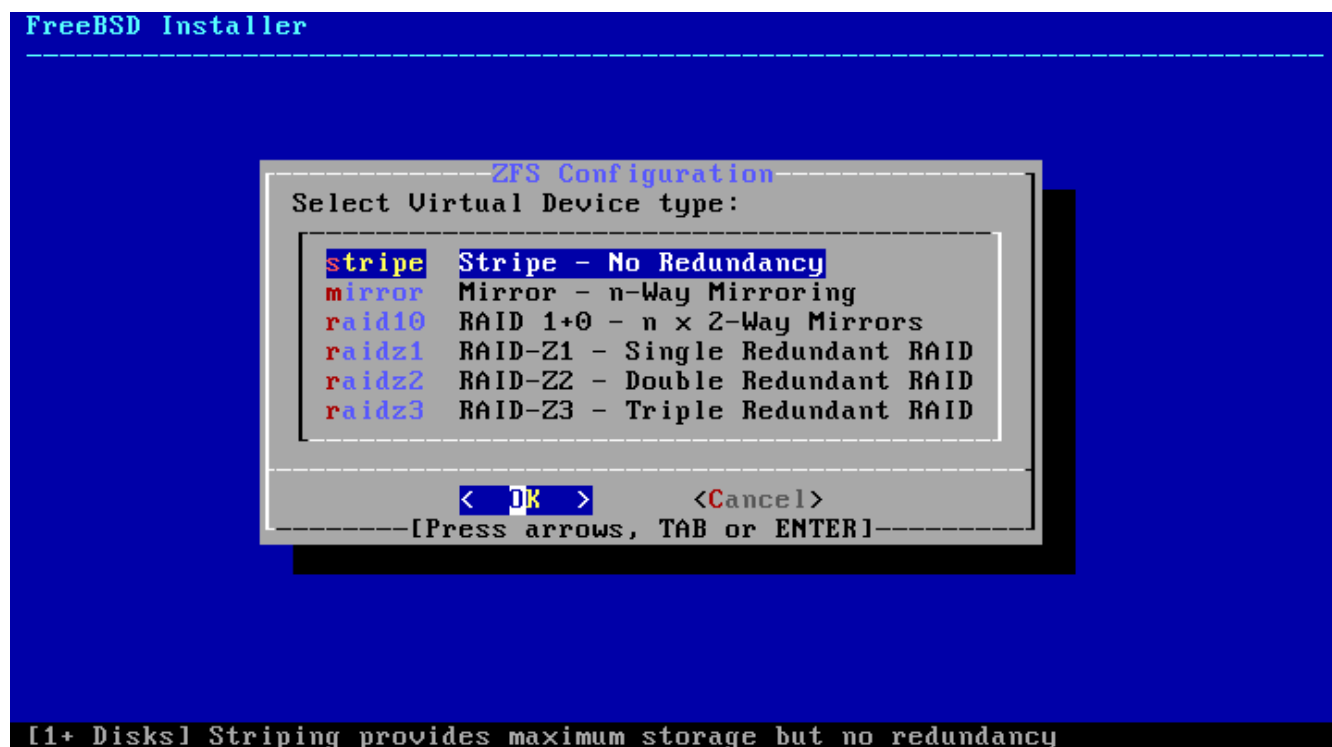 FreeBSD Installer
ZFS Configuration
Select Virtual Device type:
stripe Stripe - No Redundancy
mirror Mirror - n-Way Mirroring
raid10 RAID 1+0 - n x 2-Way Mirrors
raidz1 RAID-Z1 - Single Redundant RAID
raidz2 RAID-Z2 - Double Redundant RAID
raidz3 RAID-Z3 - Triple Redundant RAID
< OK > <Cancel>
[Press arrows, TAB or ENTER]
[1+ Disks] Striping provides maximum storage but no redundancy